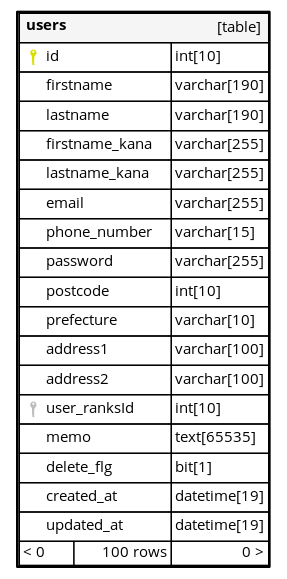 users [table]
id int[10]
firstname varchar[190]
lastname varchar[190]
firstname_kana varchar[255]
lastname_kana varchar[255]
email varchar[255]
phone_number varchar[15]
password varchar[255]
postcode int[10]
prefecture varchar[10]
address1 varchar[100]
address2 varchar[100]
user_ranksId int[10]
memo text[65535]
delete_flg bit[1]
created_at datetime[19]
updated_at datetime[19]
< 0 100 rows 0 >